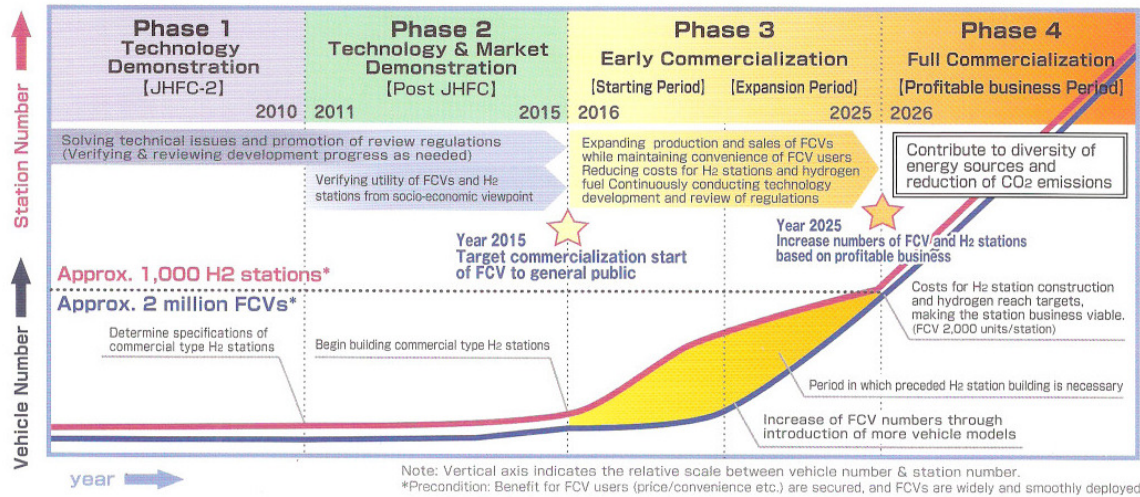 Phase 1
Technology
Demonstration
【JHFC-2】
2010
Phase 2
Technology & Market
Demonstration
【Post JHFC】
2011
2015
Phase 3
Early Commercialization
【Starting Period】
【Expansion Period】
2016
2025
Phase 4
Full Commercialization
【Profitable business Period】
2026
Station Number
Vehicle Number
Solving technical issues and promotion of review regulations
(Verifying & reviewing development progress as needed)
Verifying utility of FCVs and H2
stations from socio-economic viewpoint
Expanding production and sales of FCVs
while maintaining convenience of FCV users
Reducing costs for H2 stations and hydrogen
fuel Continuously conducting technology
development and review of regulations
Contribute to diversity of
energy sources and
reduction of CO2 emissions
Year 2015
Target commercialization start
of FCV to general public
Year 2025
Increase numbers of FCV and H2 stations
based on profitable business
Approx. 1,000 H2 stations*
Approx. 2 million FCVs*
Determine specifications of
commercial type H2 stations
Begin building commercial type H2 stations
Costs for H2 station construction
and hydrogen reach targets,
making the station business viable.
(FCV 2,000 units/station)
Period in which preceded H2 station building is necessary
Increase of FCV numbers through
introduction of more vehicle models
year
Note: Vertical axis indicates the relative scale between vehicle number & station number.
*Precondition: Benefit for FCV users (price/convenience etc.) are secured, and FCVs are widely and smoothly deployed